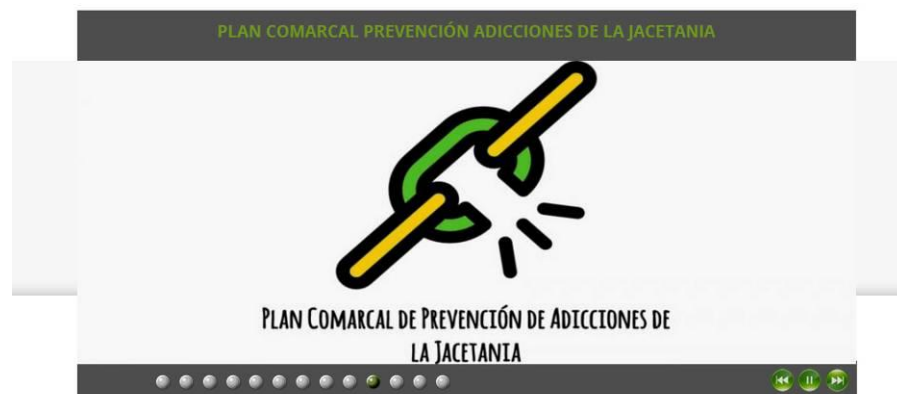 PLAN COMARCAL PREVENCIÓN ADICCIONES DE LA JACETANIA
PLAN COMARCAL DE PREVENCIÓN DE ADICCIONES DE
LA JACETANIA